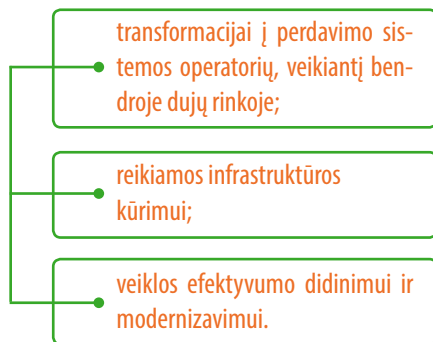 transformacijai į perdavimo sis-
temos operatorių, veikiantį ben-
droje dujų rinkoje;
reikiamos infrastruktūros
kūrimui;
veiklos efektyvumo didinimui ir
modernizavimui.